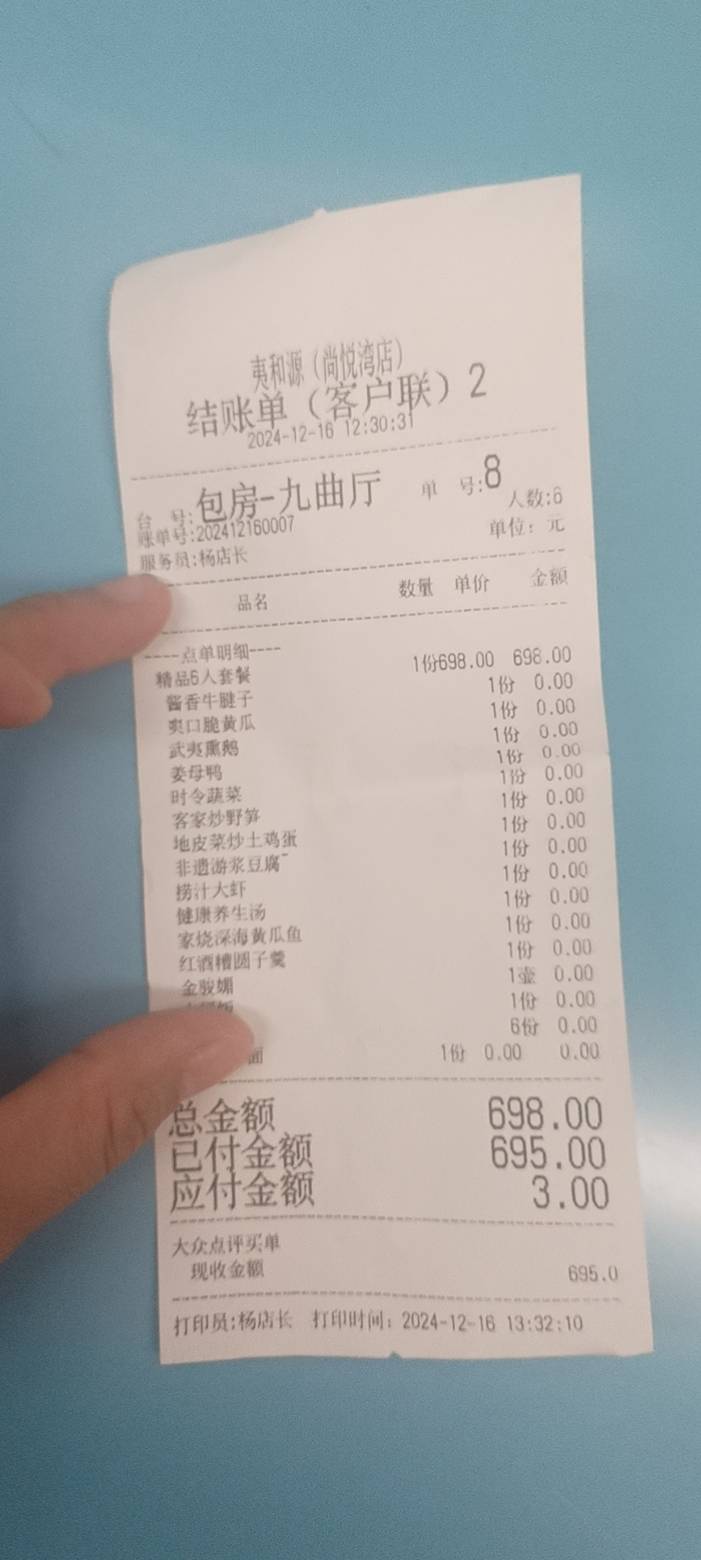 夷和源（尚悦湾店）
结账单（客户联）2
2024-12-16 12:30:31
台 号:包房-九曲厅 单 号:8
账单号:202412160007 人数:6
服务员:杨店长 单位：元
品名 数量 单价 金额
----点单明细----
精品6人套餐 1份698.00 698.00
酱香牛腱子 1份 0.00
爽口脆黄瓜 1份 0.00
武夷熏鹅 1份 0.00
姜母鸭 1份 0.00
时令蔬菜 1份 0.00
客家炒野笋 1份 0.00
地皮菜炒土鸡蛋 1份 0.00
非遗游浆豆腐 1份 0.00
捞汁大虾 1份 0.00
健康养生汤 1份 0.00
家烧深海黄瓜鱼 1份 0.00
红酒糟圆子羹 1份 0.00
金骏媚 1壶 0.00
1份 0.00
6份 0.00
面 1份 0.00 0.00
总金额 698.00
已付金额 695.00
应付金额 3.00
大众点评买单
现收金额 695.0
打印员:杨店长 打印时间：2024-12-16 13:32:10